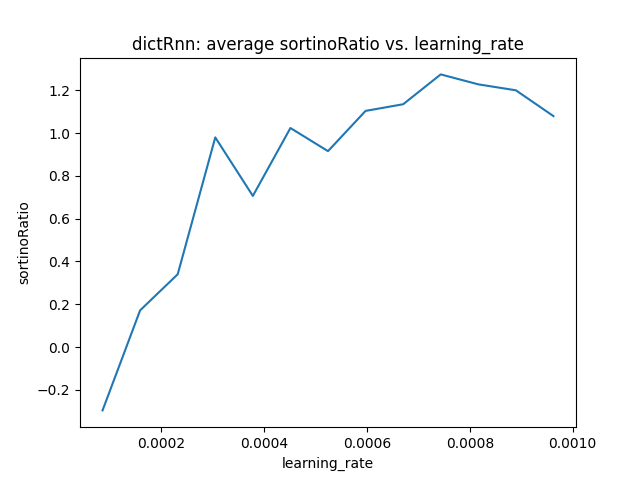 dictRnn: average sortinoRatio vs. learning_rate
1.2
1.0
0.8
0.6
0.4
0.2
0.0
−0.2
sortinoRatio
0.0002 0.0004 0.0006 0.0008 0.0010
learning_rate